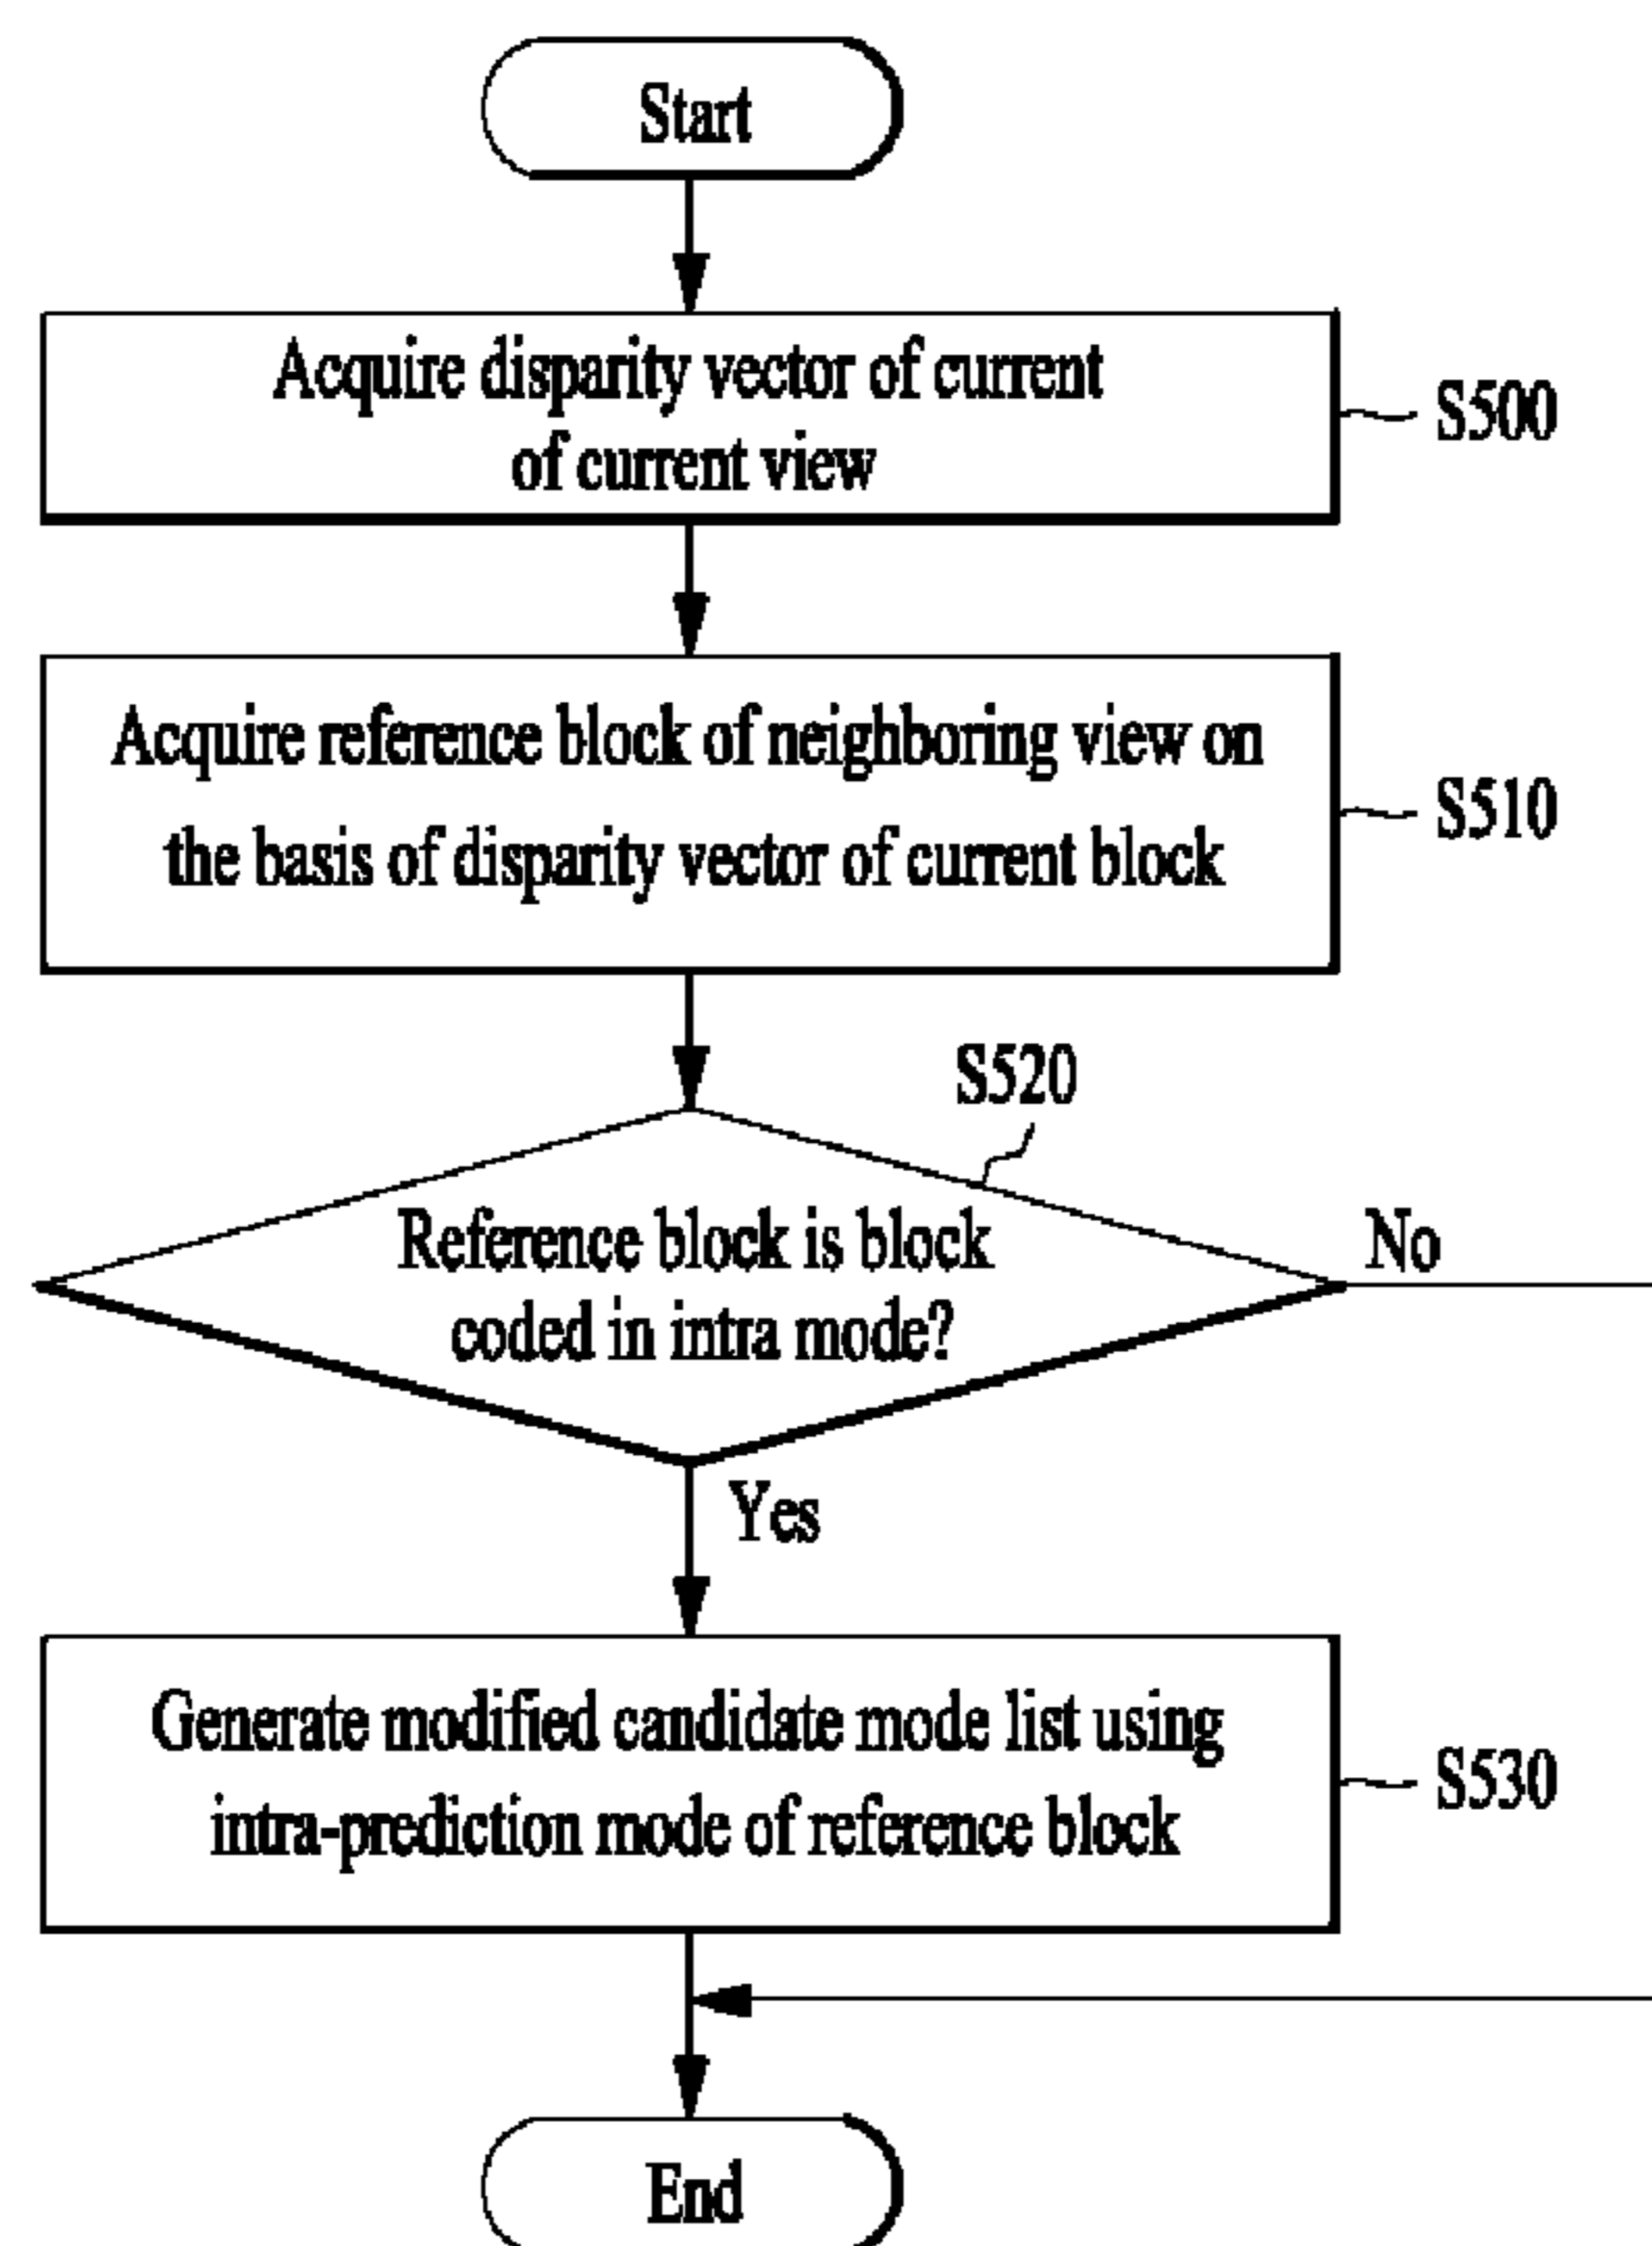 Start
Acquire disparity vector of current
of current view
S500
Acquire reference block of neighboring view on
the basis of disparity vector of current block
S510
S520
Reference block is block
coded in intra mode?
No
Yes
Generate modified candidate mode list using
intra-prediction mode of reference block
S530
End